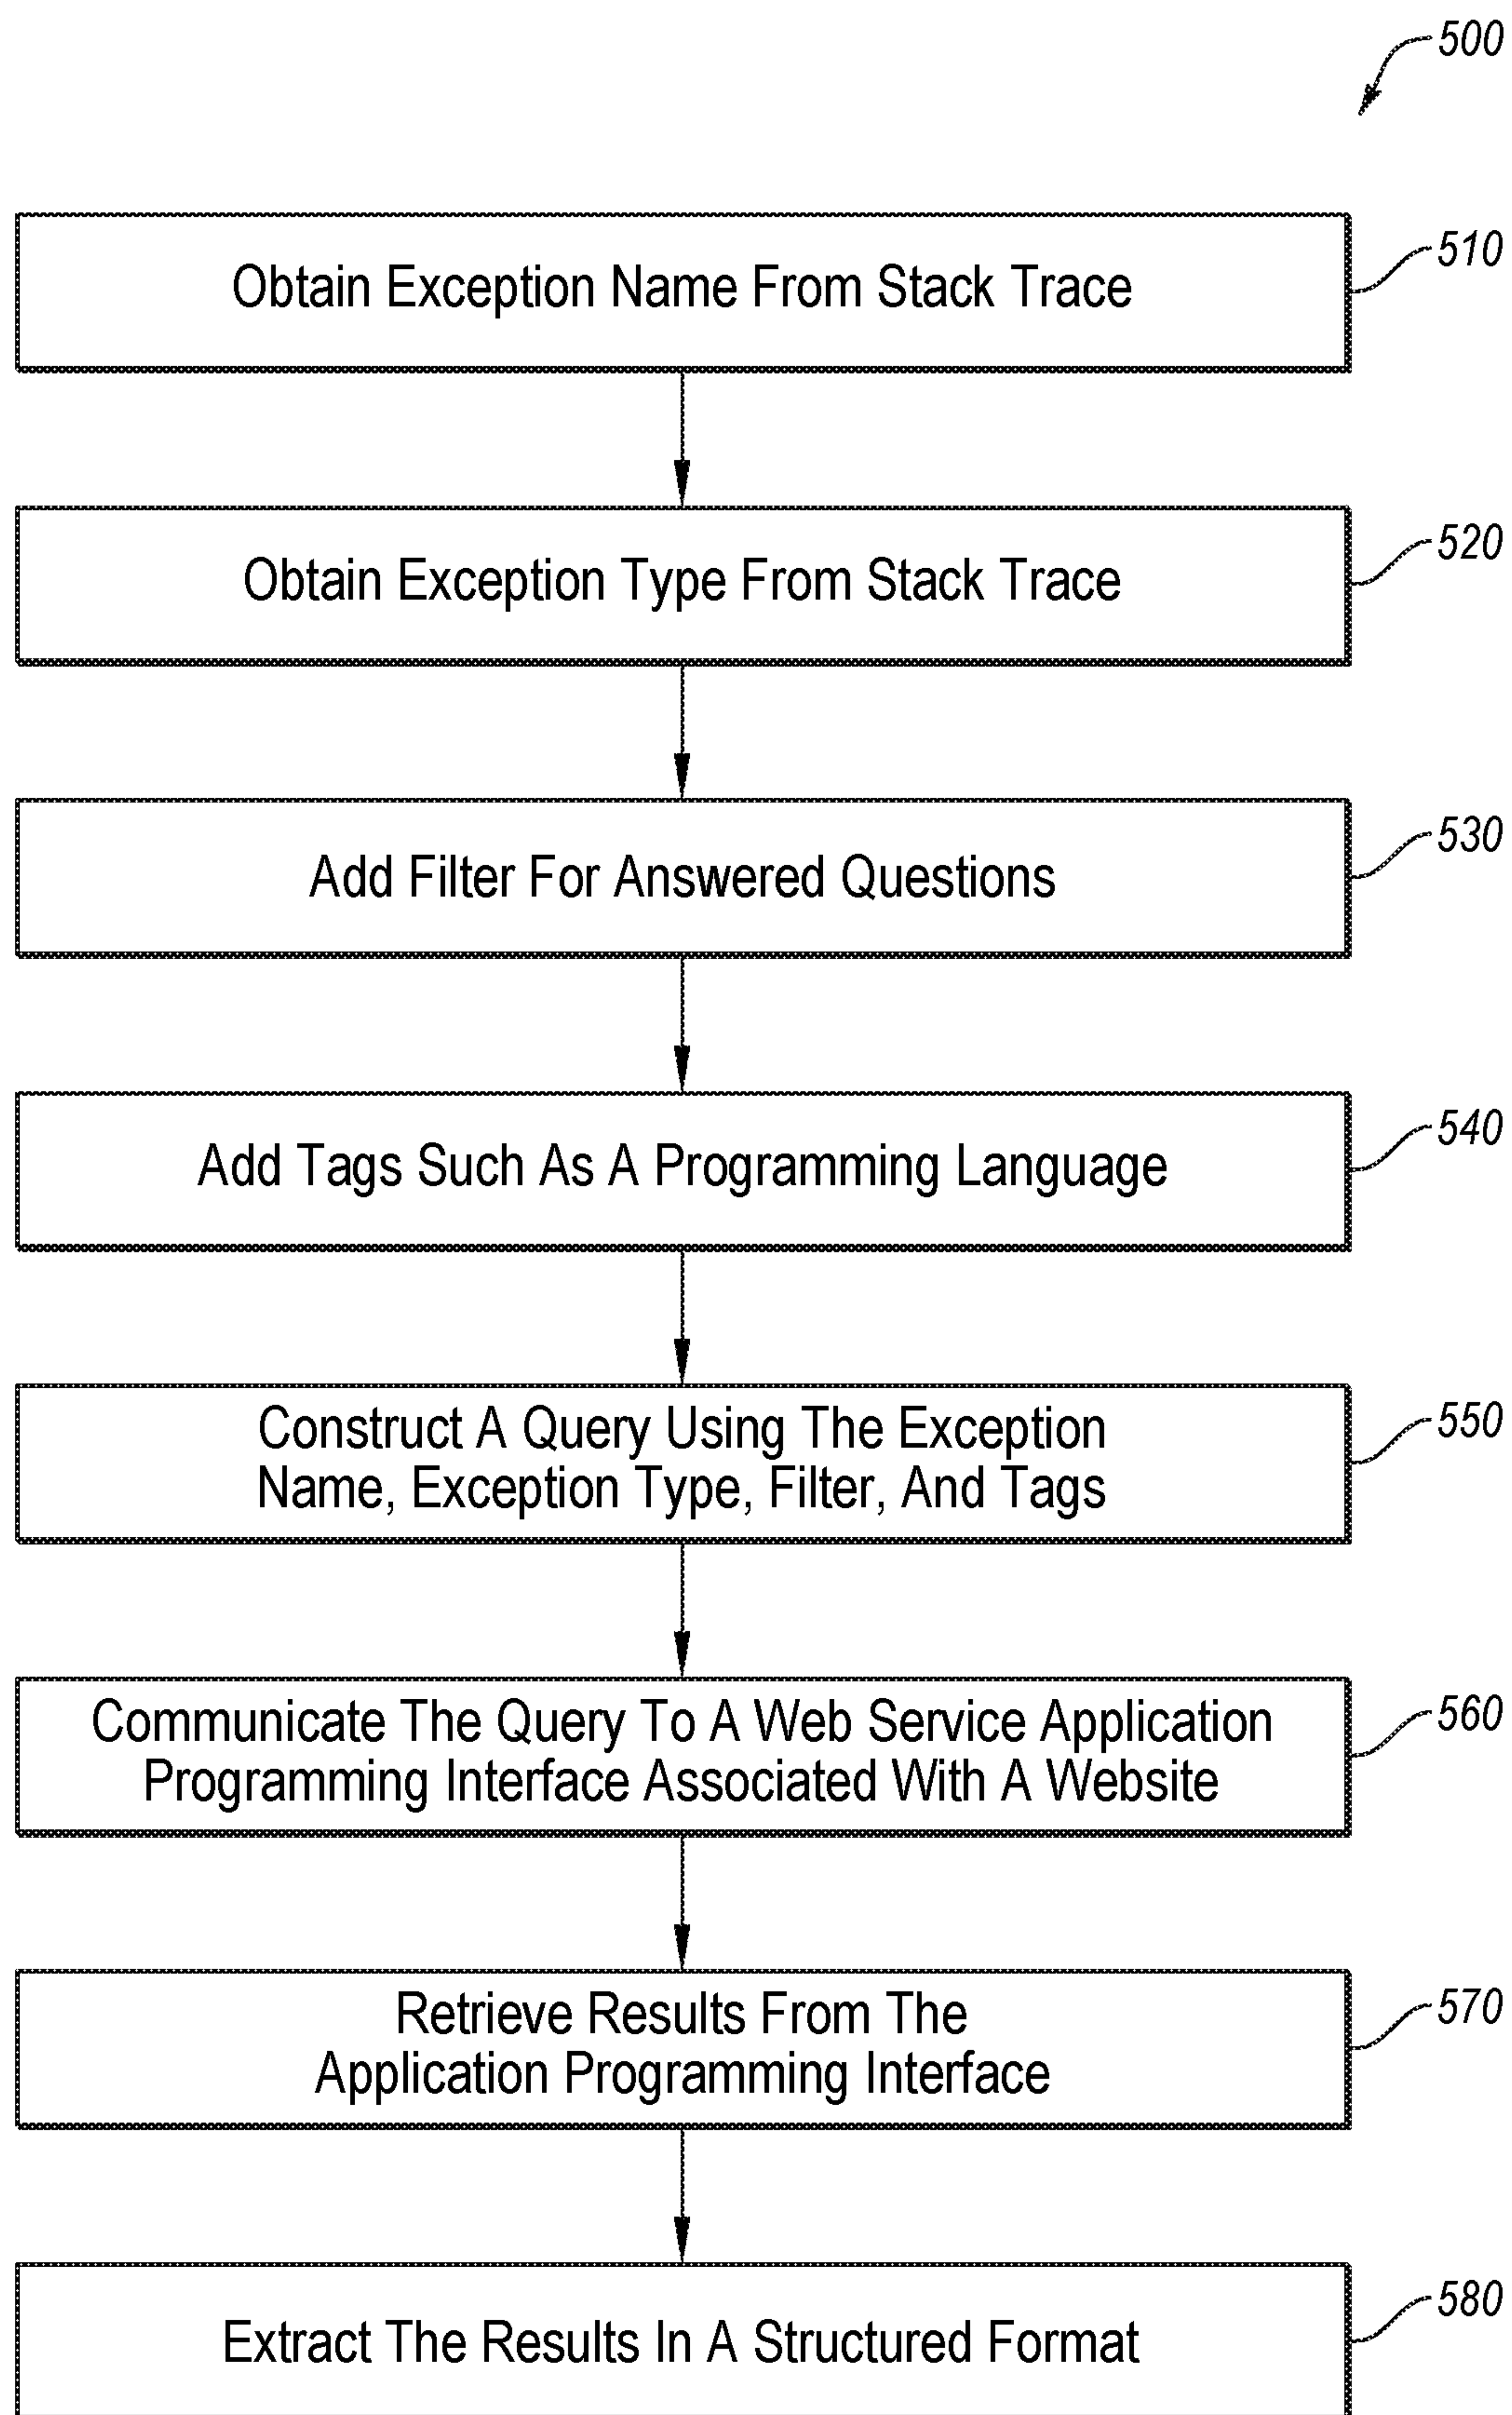 500
Obtain Exception Name From Stack Trace
510
Obtain Exception Type From Stack Trace
520
Add Filter For Answered Questions
530
Add Tags Such As A Programming Language
540
Construct A Query Using The Exception
Name, Exception Type, Filter, And Tags
550
Communicate The Query To A Web Service Application
Programming Interface Associated With A Website
560
Retrieve Results From The
Application Programming Interface
570
Extract The Results In A Structured Format
580